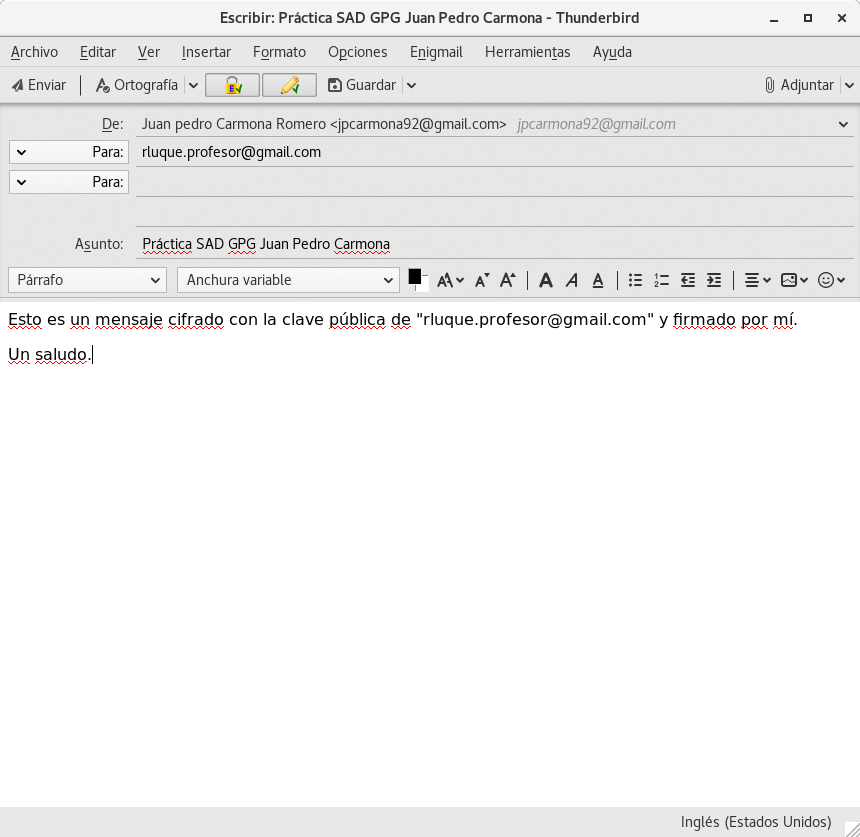 Escribir: Práctica SAD GPG Juan Pedro Carmona - Thunderbird
Archivo Editar Ver Insertar Formato Opciones Enigmail Herramientas Ayuda
Enviar Ortografía Guardar Adjuntar
De: Juan pedro Carmona Romero <jpcarmona92@gmail.com> jpcarmona92@gmail.com
Para: rluque.profesor@gmail.com
Para:
Asunto: Práctica SAD GPG Juan Pedro Carmona
Párrafo Anchura variable
Esto es un mensaje cifrado con la clave pública de "rluque.profesor@gmail.com" y firmado por mí.
Un saludo.
Inglés (Estados Unidos)